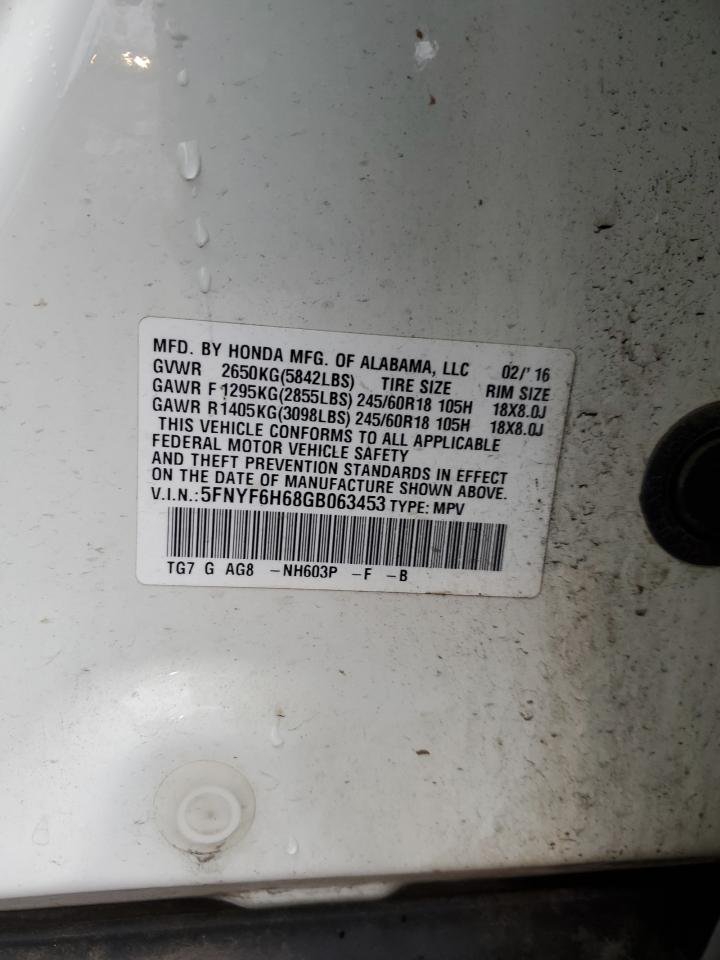 MFD. BY HONDA MFG. OF ALABAMA, LLC 02/'16
GVWR 2650KG(5842LBS) TIRE SIZE RIM SIZE
GAWR F 1295KG(2855LBS) 245/60R18 105H 18X8.0J
GAWR R 1405KG(3098LBS) 245/60R18 105H 18X8.0J
THIS VEHICLE CONFORMS TO ALL APPLICABLE
FEDERAL MOTOR VEHICLE SAFETY
AND THEFT PREVENTION STANDARDS IN EFFECT
ON THE DATE OF MANUFACTURE SHOWN ABOVE.
V.I.N.: 5FNYF6H68GB063453 TYPE: MPV
TG7 G AG8 -NH603P -F -B